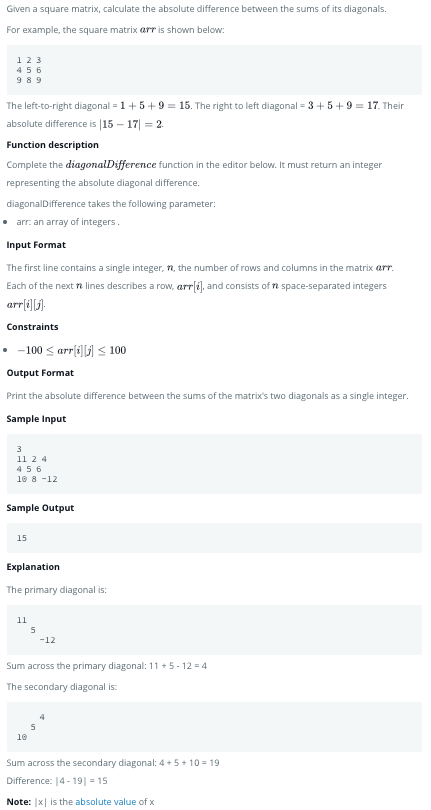 Given a square matrix, calculate the absolute difference between the sums of its diagonals.
For example, the square matrix arr is shown below:
1 2 3
4 5 6
9 8 9
The left-to-right diagonal = 1 + 5 + 9 = 15. The right to left diagonal = 3 + 5 + 9 = 17. Their
absolute difference is |15 − 17| = 2.
Function description
Complete the diagonalDifference function in the editor below. It must return an integer
representing the absolute diagonal difference.
diagonalDifference takes the following parameter:
• arr: an array of integers .
Input Format
The first line contains a single integer, n, the number of rows and columns in the matrix arr.
Each of the next n lines describes a row, arr[i], and consists of n space-separated integers
arr[i][j].
Constraints
• −100 ≤ arr[i][j] ≤ 100
Output Format
Print the absolute difference between the sums of the matrix's two diagonals as a single integer.
Sample Input
3
11 2 4
4 5 6
10 8 -12
Sample Output
15
Explanation
The primary diagonal is:
11
5
-12
Sum across the primary diagonal: 11 + 5 - 12 = 4
The secondary diagonal is:
4
5
10
Sum across the secondary diagonal: 4 + 5 + 10 = 19
Difference: |4 - 19| = 15
Note: |x| is the absolute value of x